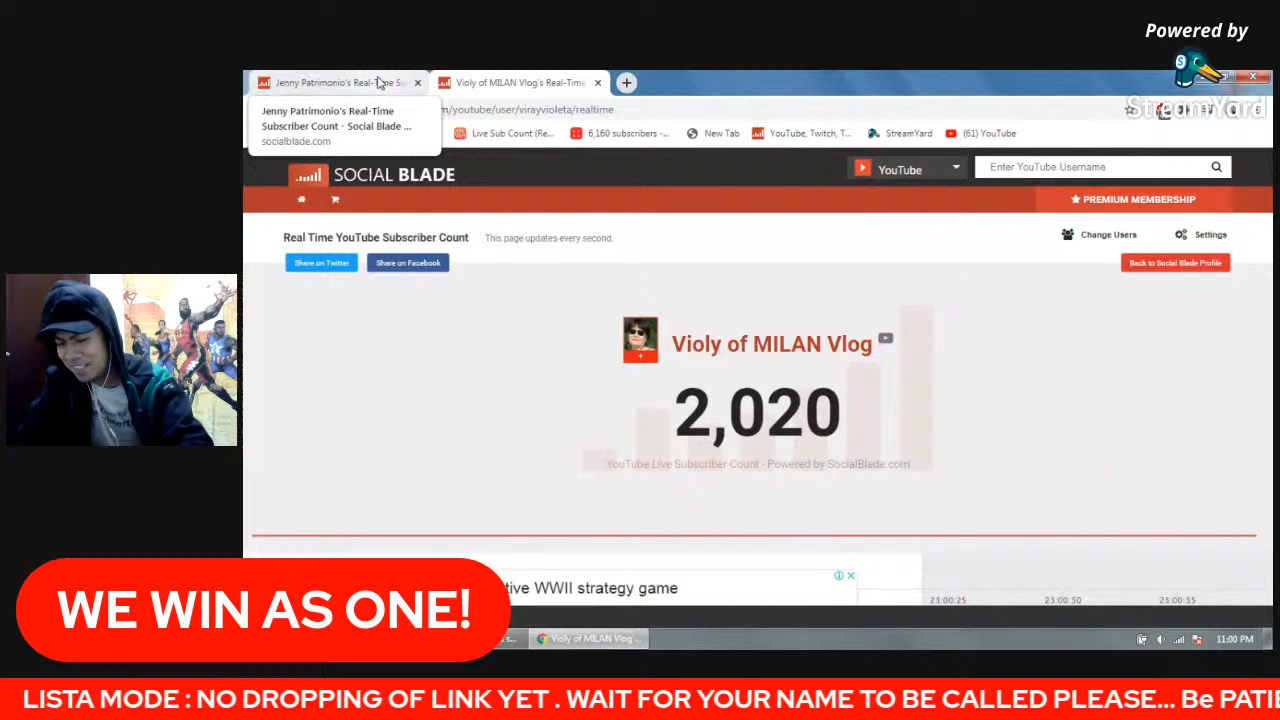 Powered by
StreamYard
Jenny Patrimonio's Real-Time Su
Violy of MILAN Vlog's Real-Time
Jenny Patrimonio's Real-Time
Subscriber Count - Social Blade ...
socialblade.com
m/youtube/user/virayvioleta/realtime
Live Sub Count (Re...
6,160 subscribers -...
New Tab
YouTube, Twitch, T...
StreamYard
(61) YouTube
SOCIAL BLADE
YouTube
Enter YouTube Username
PREMIUM MEMBERSHIP
Real Time YouTube Subscriber Count
This page updates every second.
Change Users
Settings
Share on Twitter
Share on Facebook
Back to Social Blade Profile
Violy of MILAN Vlog
2,020
YouTube Live Subscriber Count - Powered by SocialBlade.com
tive WWII strategy game
23:00:25
23:00:30
23:00:35
WE WIN AS ONE!
Violy of MILAN Vlog'...
11:00 PM
LISTA MODE : NO DROPPING OF LINK YET . WAIT FOR YOUR NAME TO BE CALLED PLEASE... Be PATI